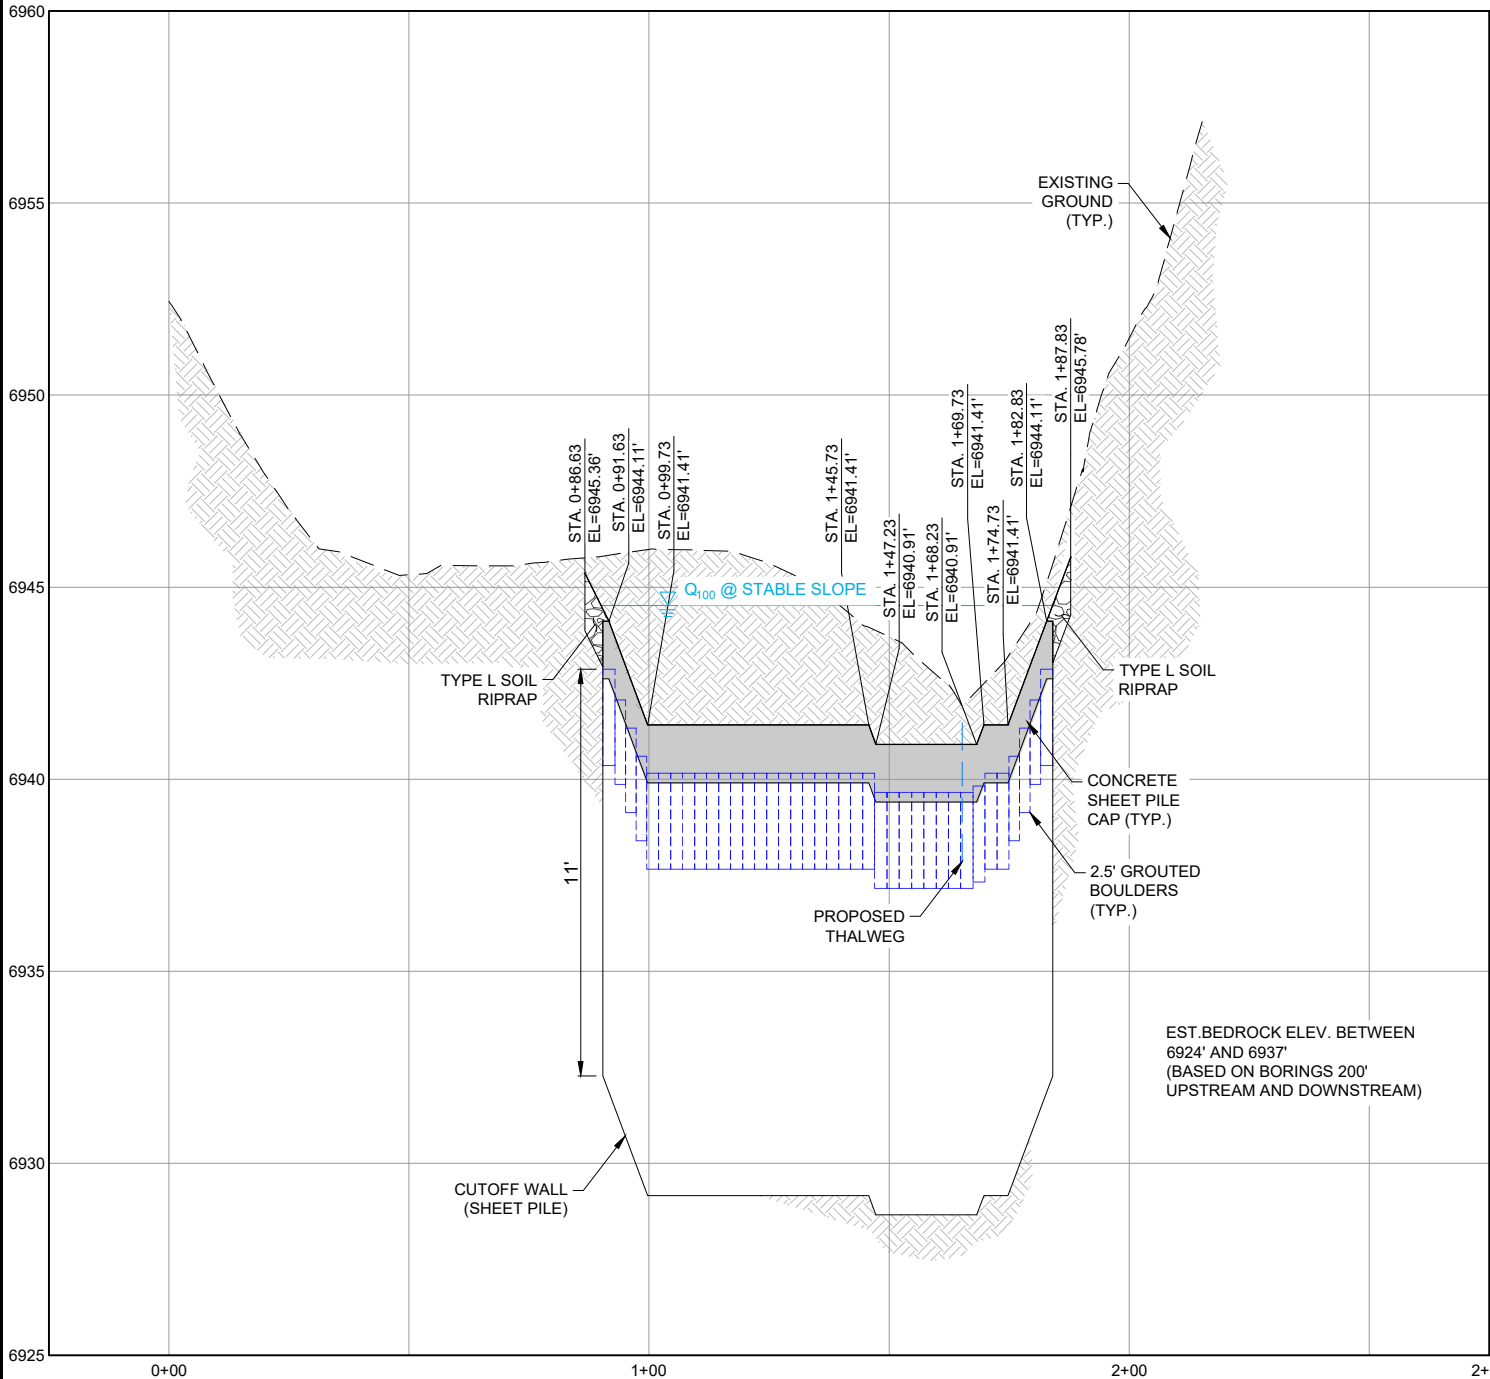 6960
6955
6950
6945
6940
6935
6930
6925
0+00
1+00
2+00
2+
EXISTING
GROUND
(TYP.)
STA. 0+86.63
EL=6945.36'
STA. 0+91.63
EL=6944.11'
STA. 0+99.73
EL=6941.41'
STA. 1+45.73
EL=6941.41'
STA. 1+47.23
EL=6940.91'
STA. 1+68.23
EL=6940.91'
STA. 1+69.73
EL=6941.41'
STA. 1+74.73
EL=6941.41'
STA. 1+82.83
EL=6944.11'
STA. 1+87.83
EL=6945.78'
Q100 @ STABLE SLOPE
TYPE L SOIL
RIPRAP
TYPE L SOIL
RIPRAP
CONCRETE
SHEET PILE
CAP (TYP.)
2.5' GROUTED
BOULDERS
(TYP.)
11'
PROPOSED
THALWEG
EST.BEDROCK ELEV. BETWEEN
6924' AND 6937'
(BASED ON BORINGS 200'
UPSTREAM AND DOWNSTREAM)
CUTOFF WALL
(SHEET PILE)